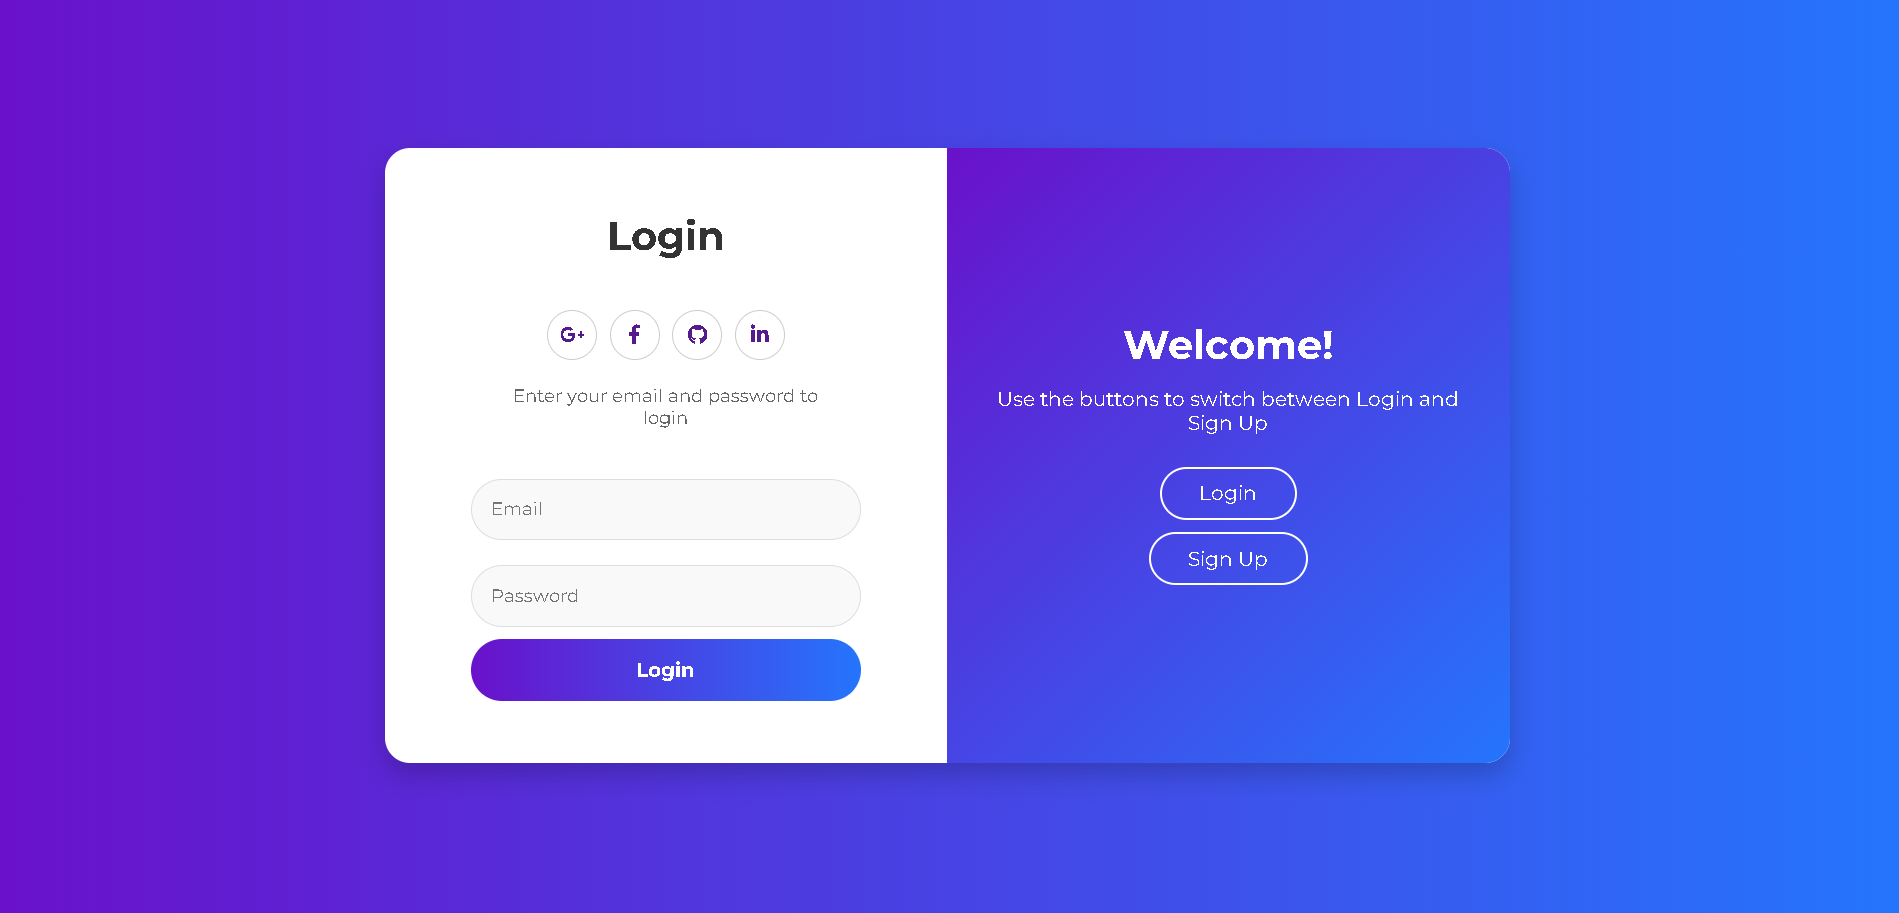 Login
G+
Enter your email and password to
login
Email
Password
Login
Welcome!
Use the buttons to switch between Login and
Sign Up
Login
Sign Up